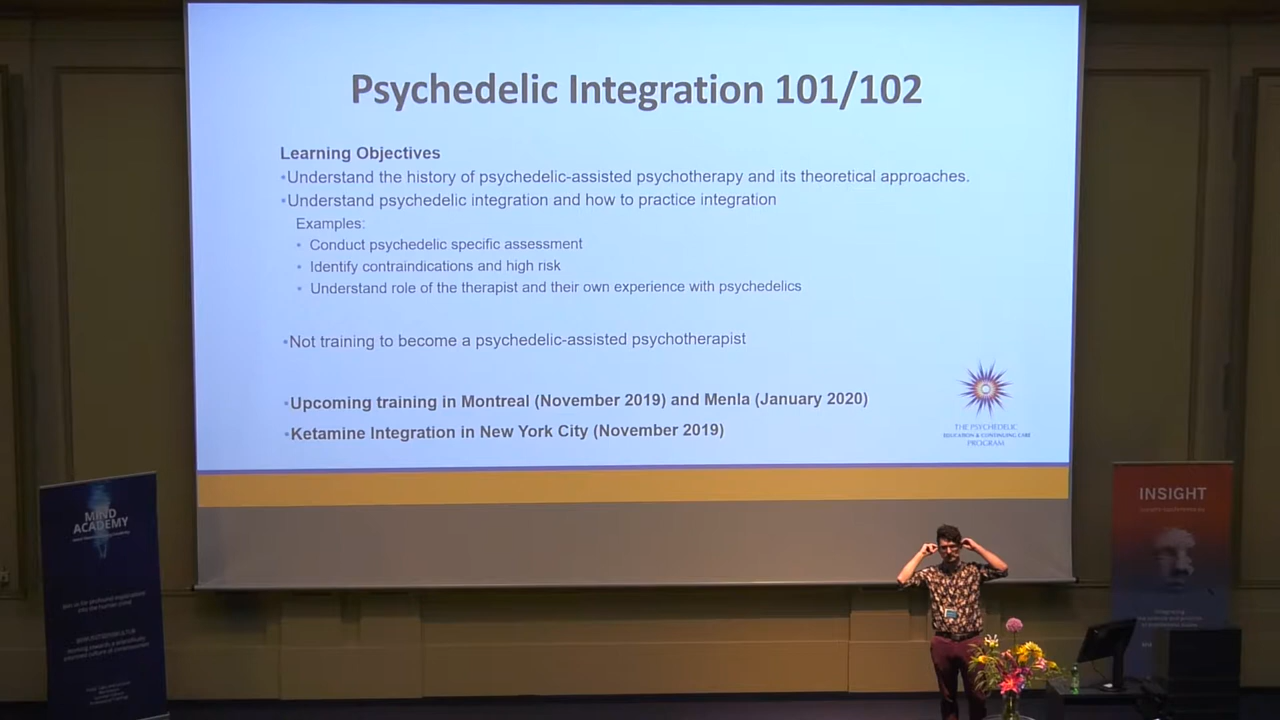 Psychedelic Integration 101/102
Learning Objectives
•Understand the history of psychedelic-assisted psychotherapy and its theoretical approaches.
•Understand psychedelic integration and how to practice integration
Examples:
• Conduct psychedelic specific assessment
• Identify contraindications and high risk
• Understand role of the therapist and their own experience with psychedelics
•Not training to become a psychedelic-assisted psychotherapist
•Upcoming training in Montreal (November 2019) and Menla (January 2020)
•Ketamine Integration in New York City (November 2019)
THE PSYCHEDELIC
EDUCATION & CONTINUING CARE
PROGRAM
MIND
ACADEMY
INSIGHT
Integrating